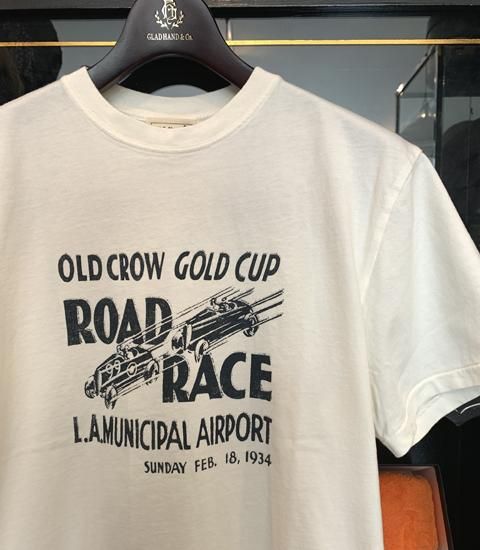 GLADHAND & Co.
OLD CROW GOLD CUP
ROAD
RACE
L.A. MUNICIPAL AIRPORT
SUNDAY FEB. 18, 1934